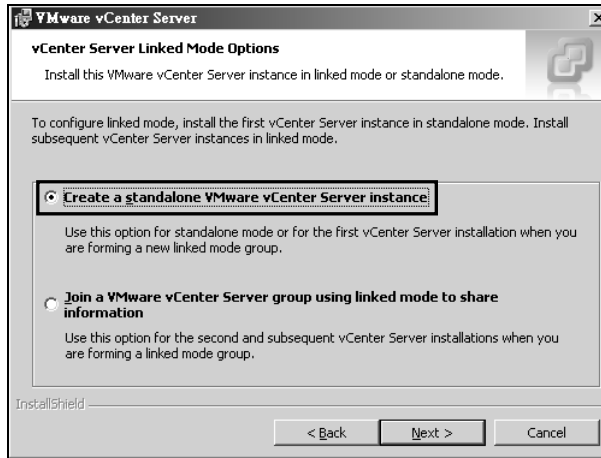 VMware vCenter Server
vCenter Server Linked Mode Options
Install this VMware vCenter Server instance in linked mode or standalone mode.
To configure linked mode, install the first vCenter Server instance in standalone mode. Install
subsequent vCenter Server instances in linked mode.
Create a standalone VMware vCenter Server instance
Use this option for standalone mode or for the first vCenter Server installation when you
are forming a new linked mode group.
Join a VMware vCenter Server group using linked mode to share
information
Use this option for the second and subsequent vCenter Server installations when you
are forming a linked mode group.
InstallShield
< Back
Next >
Cancel